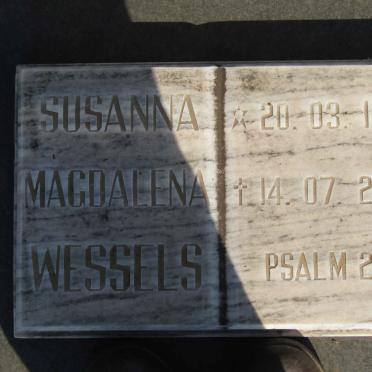 SUSANNA ☆ 20. 03. 1
MAGDALENA † 14. 07. 2
WESSELS PSALM 2